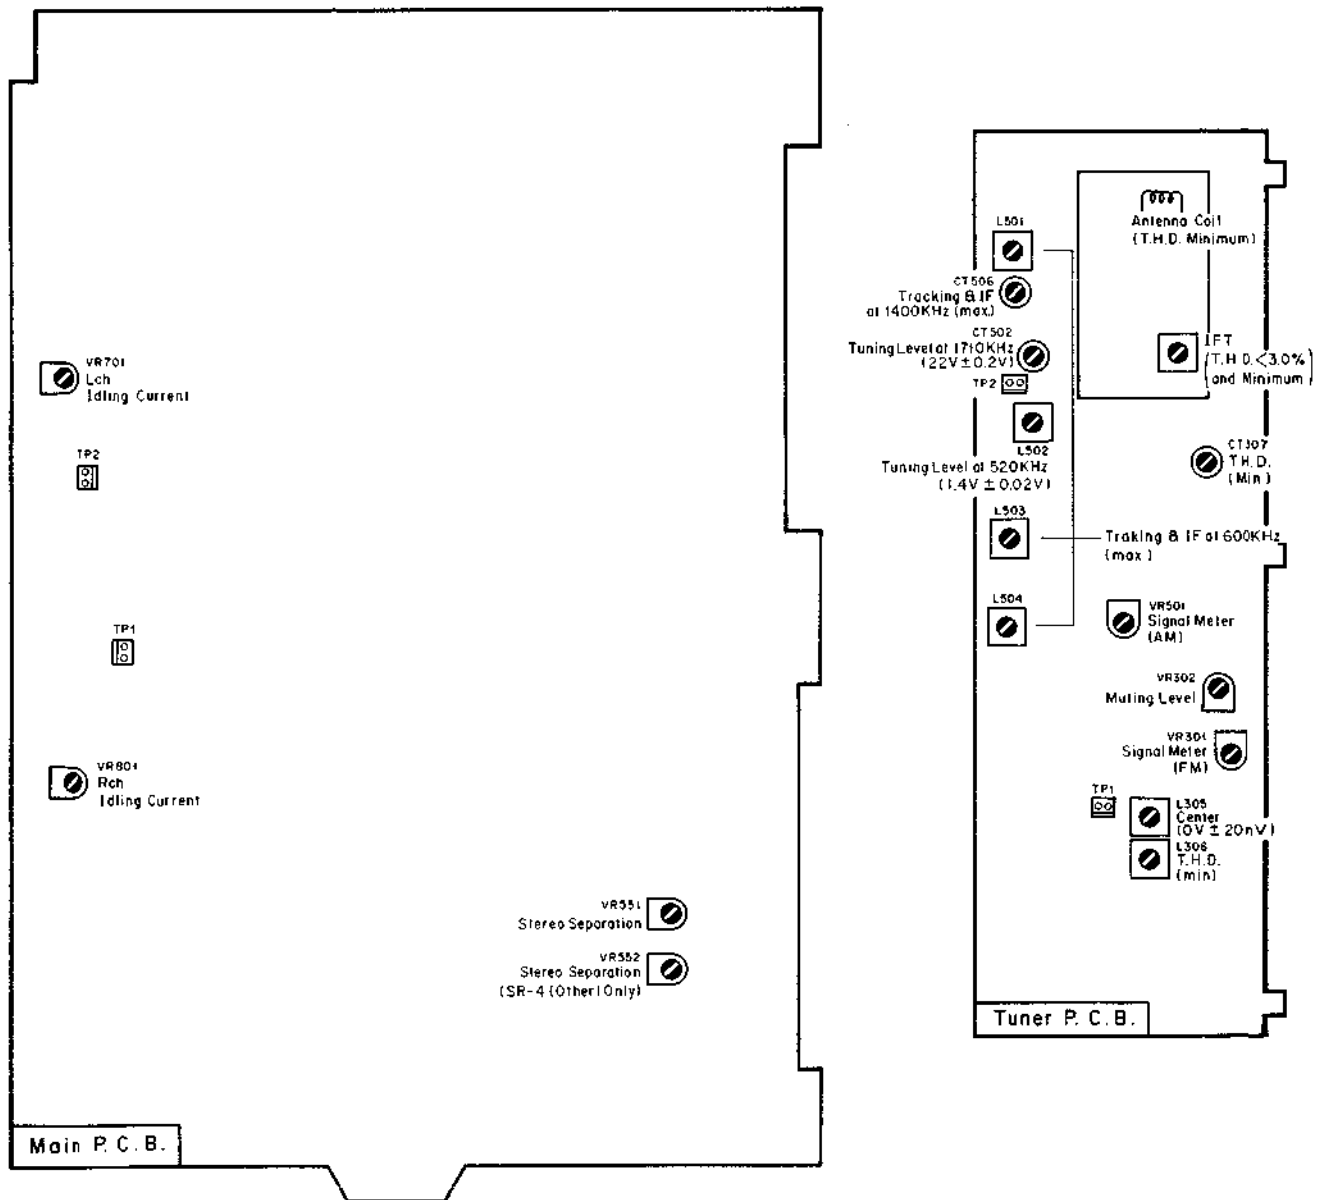 VR701
Lch
Idling Current
TP2
TP1
VR801
Rch
Idling Current
VR551
Stereo Separation
VR552
Stereo Separation
(SR-4 (Other) Only)
Main P. C. B.
Antenna Coil
(T.H.D. Minimum)
L501
CT506
Tracking & IF
at 1400KHz (max.)
CT502
Tuning Level at 1710KHz
(22V ± 0.2V)
TP2
IFT
(T.H.D. < 3.0%
and Minimum)
L502
Tuning Level at 520KHz
(1.4V ± 0.02V)
CT307
T.H.D.
(Min)
L503
Traking & IF at 600KHz
(max.)
L504
VR501
Signal Meter
(AM)
VR302
Muting Level
VR301
Signal Meter
(FM)
TP1
L305
Center
(0V ± 20mV)
L306
T.H.D.
(min)
Tuner P. C. B.